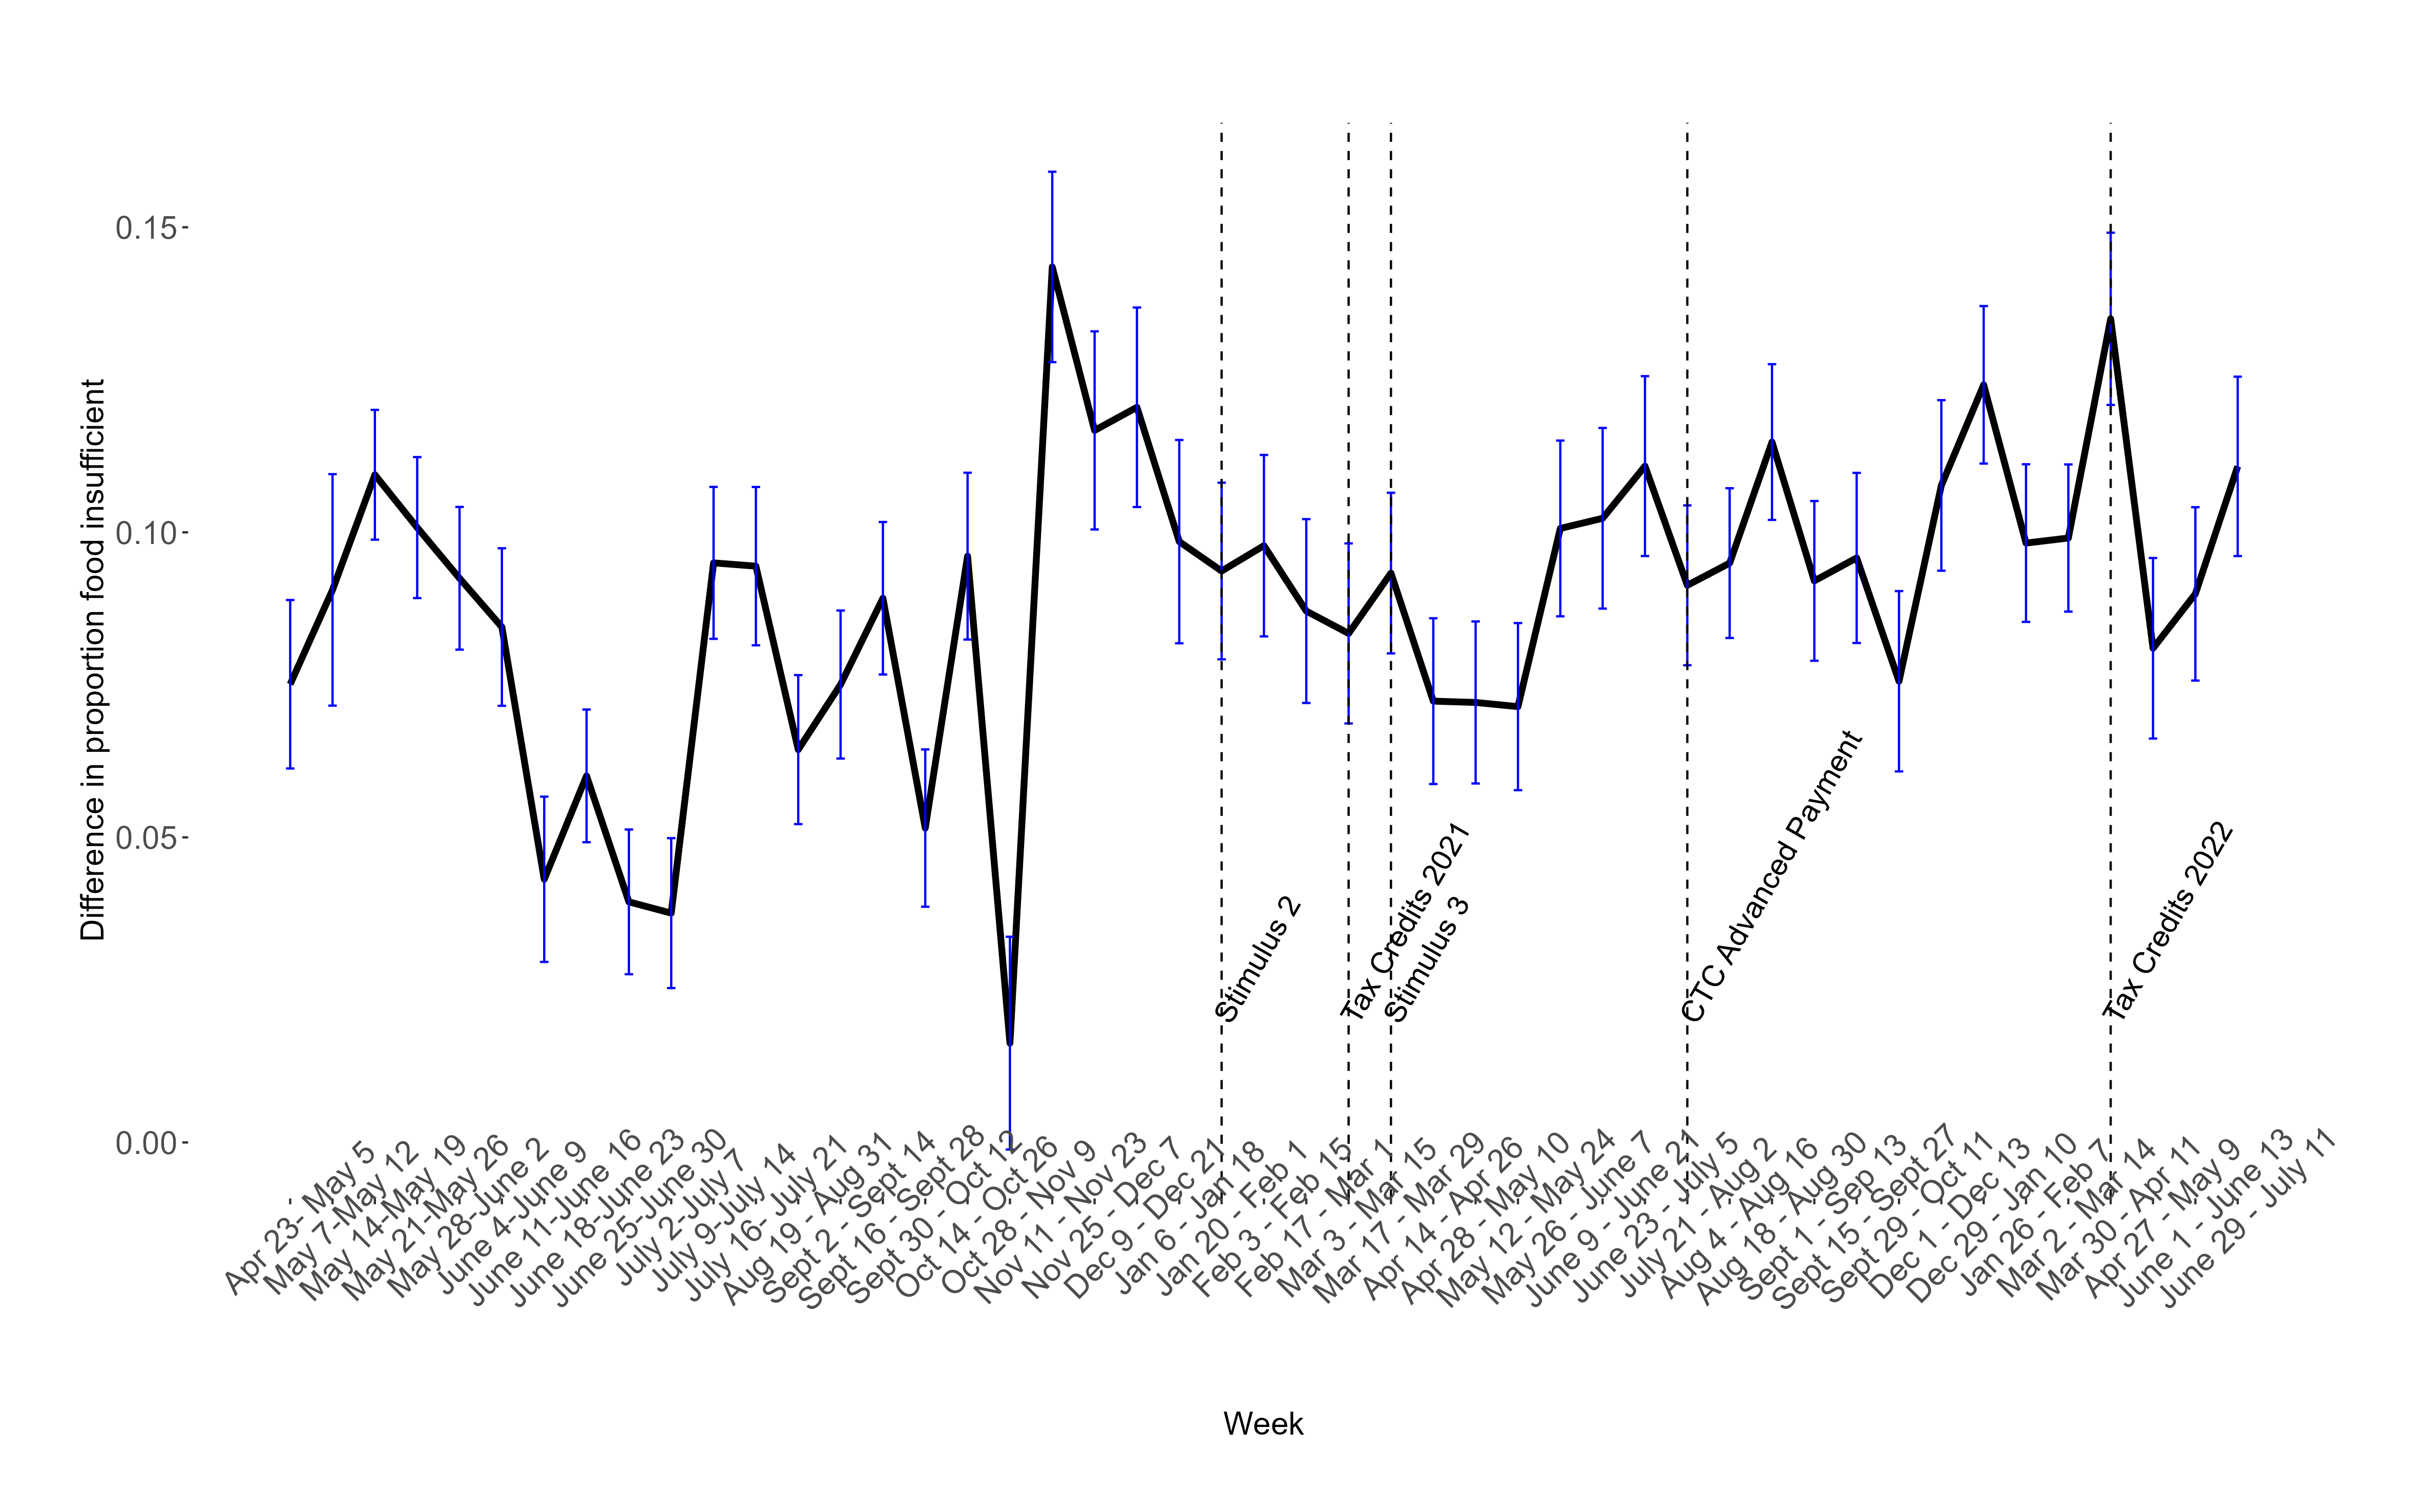 Difference in proportion food insufficient
0.15
0.10
0.05
0.00
Stimulus 2
Tax Credits 2021
Stimulus 3
CTC Advanced Payment
Tax Credits 2022
Apr 23- May 5
May 7-May 12
May 14-May 19
May 21-May 26
May 28-June 2
June 4-June 9
June 11-June 16
June 18-June 23
June 25-June 30
July 2-July 7
July 9-July 14
July 16- July 21
Aug 19 - Aug 31
Sept 2 - Sept 14
Sept 16 - Sept 28
Sept 30 - Oct 12
Oct 14 - Oct 26
Oct 28 - Nov 9
Nov 11 - Nov 23
Nov 25 - Dec 7
Dec 9 - Dec 21
Jan 6 - Jan 18
Jan 20 - Feb 1
Feb 3 - Feb 15
Feb 17 - Mar 1
Mar 3 - Mar 15
Mar 17 - Mar 29
Apr 14 - Apr 26
Apr 28 - May 10
May 12 - May 24
May 26 - June 7
June 9 - June 21
June 23 - July 5
July 21 - Aug 2
Aug 4 - Aug 16
Aug 18 - Aug 30
Sept 1 - Sep 13
Sept 15 - Sept 27
Sept 29 - Oct 11
Dec 1 - Dec 13
Dec 29 - Jan 10
Jan 26 - Feb 7
Mar 2 - Mar 14
Mar 30 - Apr 11
Apr 27 - May 9
June 1 - June 13
June 29 - July 11
Week